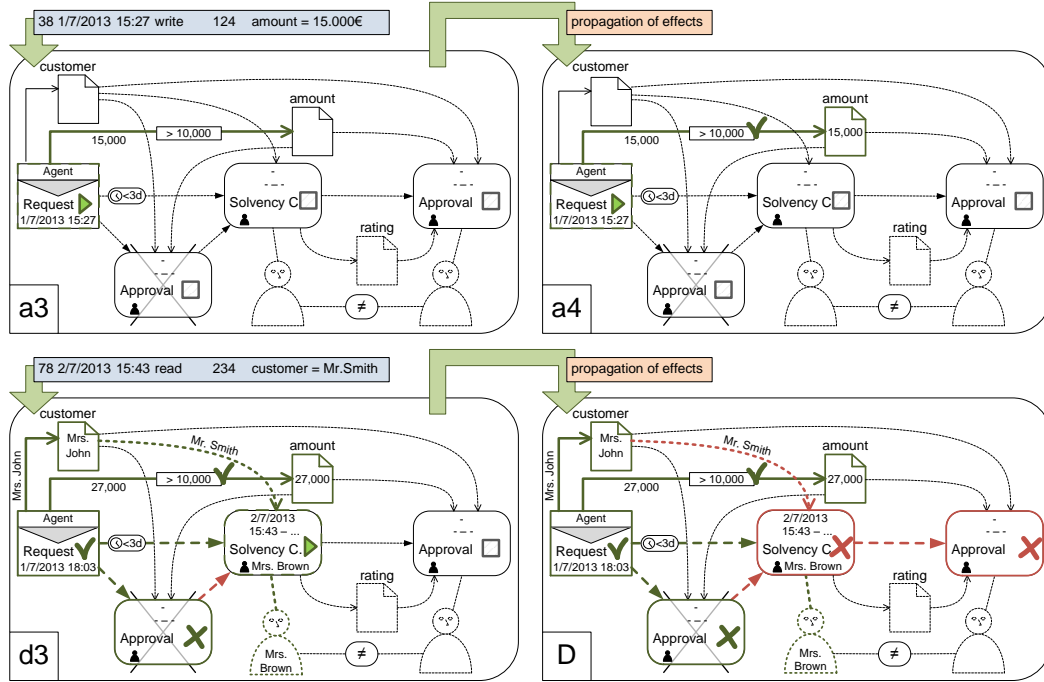 38 1/7/2013 15:27 write 124 amount = 15.000€
propagation of effects
customer
amount
15,000
> 10,000
Agent
Request
1/7/2013 15:27
<3d
-
- -- -
Solvency C.
-
- -- -
Approval
rating
-
- -- -
Approval
≠
a3
customer
amount
15,000
> 10,000
15,000
Agent
Request
1/7/2013 15:27
<3d
-
- -- -
Solvency C.
-
- -- -
Approval
rating
-
- -- -
Approval
≠
a4
78 2/7/2013 15:43 read 234 customer = Mr.Smith
propagation of effects
customer
Mrs.
John
Mr. Smith
amount
Mrs. John
> 10,000
27,000
27,000
Agent
Request
1/7/2013 18:03
<3d
2/7/2013
15:43 – ...
Solvency C.
Mrs. Brown
-
- -- -
Approval
rating
-
- -- -
Approval
Mrs.
Brown
≠
d3
customer
Mrs.
John
Mr. Smith
amount
Mrs. John
> 10,000
27,000
27,000
Agent
Request
1/7/2013 18:03
<3d
2/7/2013
15:43 – ...
Solvency C.
Mrs. Brown
-
- -- -
Approval
rating
-
- -- -
Approval
Mrs.
Brown
≠
D